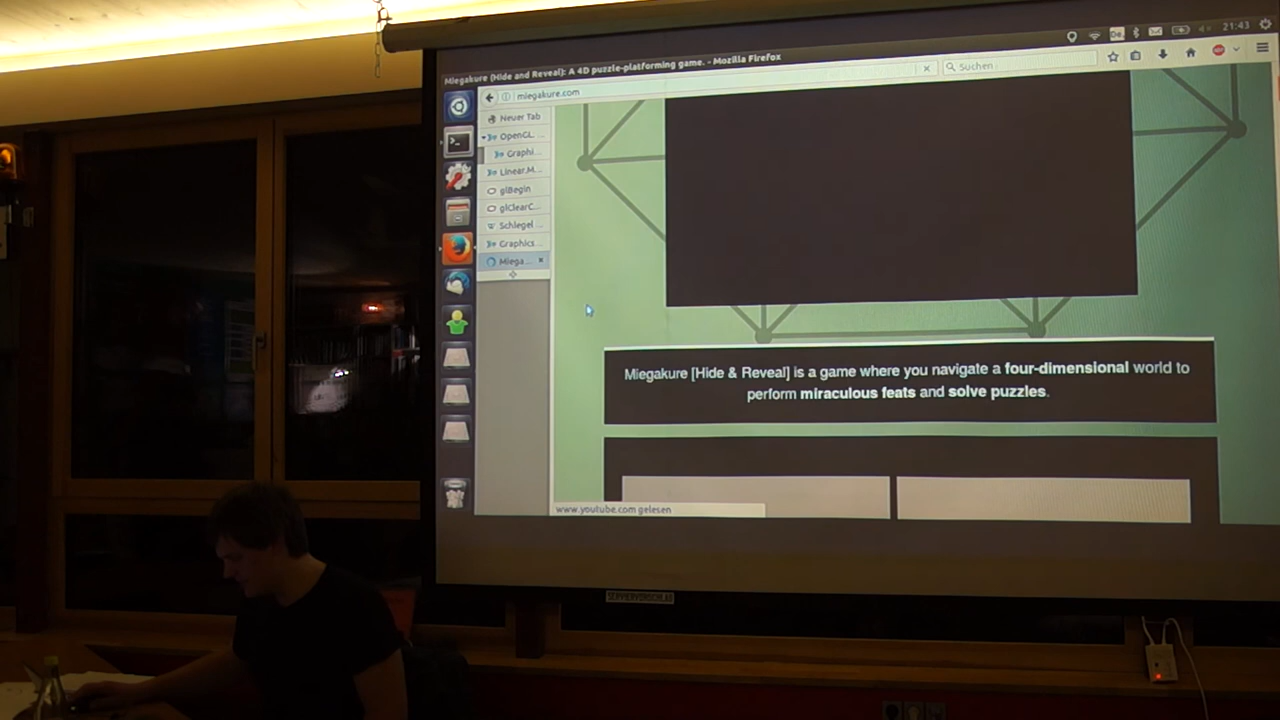 21:43
Miegakure (Hide and Reveal): A 4D puzzle-platforming game. - Mozilla Firefox
miegakure.com
Suchen
Neuer Tab
OpenGL...
Graphi...
Linear.M...
glBegin
glClearC...
Schlegel...
Graphics...
Miega...
Miegakure [Hide & Reveal] is a game where you navigate a four-dimensional world to
perform miraculous feats and solve puzzles.
www.youtube.com gelesen
SERVIERVORSCHLAG